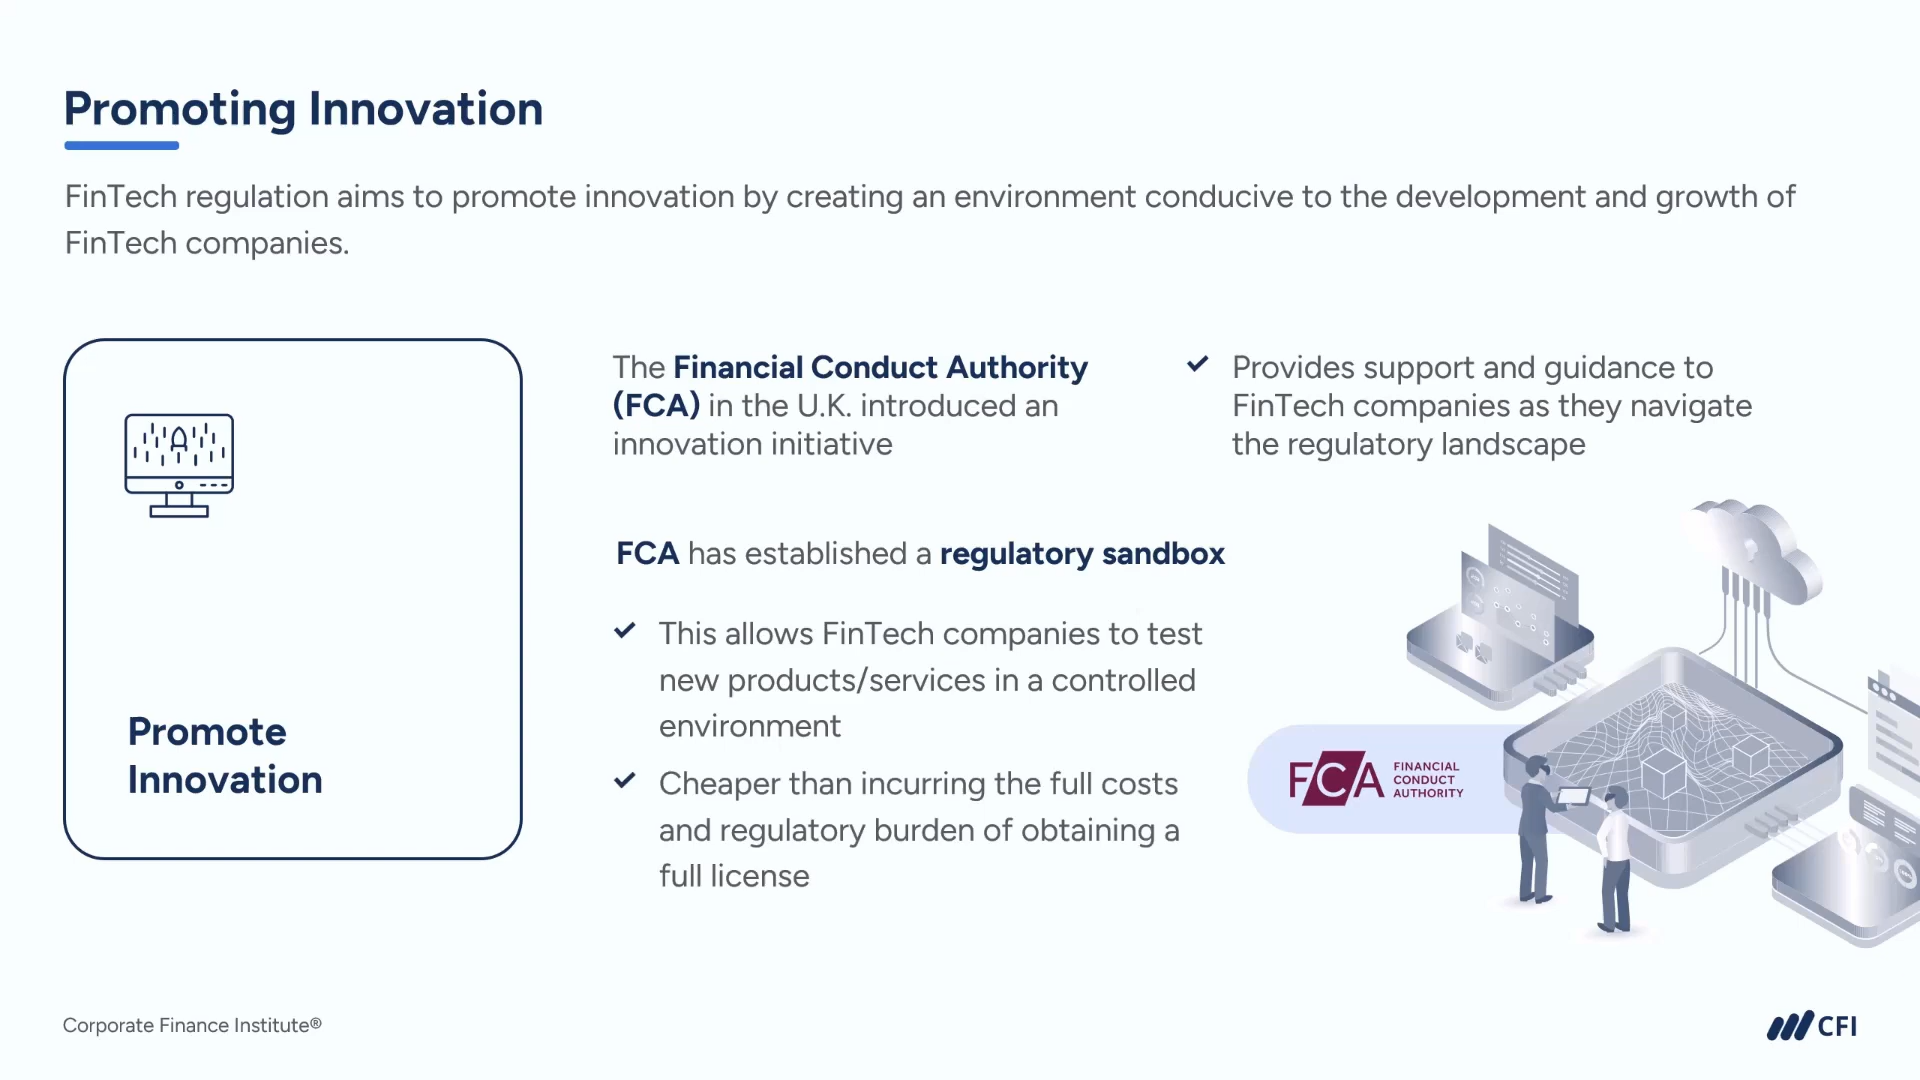 Promoting Innovation
FinTech regulation aims to promote innovation by creating an environment conducive to the development and growth of
FinTech companies.
Promote
Innovation
The Financial Conduct Authority
(FCA) in the U.K. introduced an
innovation initiative
Provides support and guidance to
FinTech companies as they navigate
the regulatory landscape
FCA has established a regulatory sandbox
This allows FinTech companies to test
new products/services in a controlled
environment
Cheaper than incurring the full costs
and regulatory burden of obtaining a
full license
FCA
FINANCIAL
CONDUCT
AUTHORITY
Corporate Finance Institute®
CFI